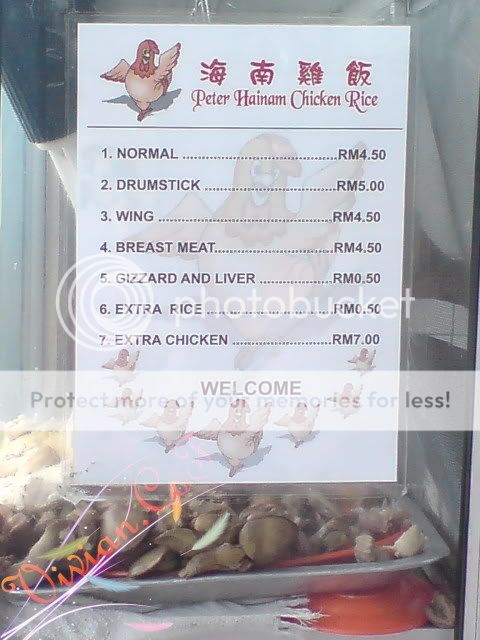 海南雞飯
Peter Hainam Chicken Rice
1. NORMAL ...............................................RM4.50
2. DRUMSTICK ........................................RM5.00
3. WING .....................................................RM4.50
4. BREAST MEAT.....................................RM4.50
5. GIZZARD AND LIVER .........................RM0.50
6. EXTRA RICE ........................................RM0.50
7. EXTRA CHICKEN................................RM7.00
photobucket
WELCOME
Protect more of your memories for less!